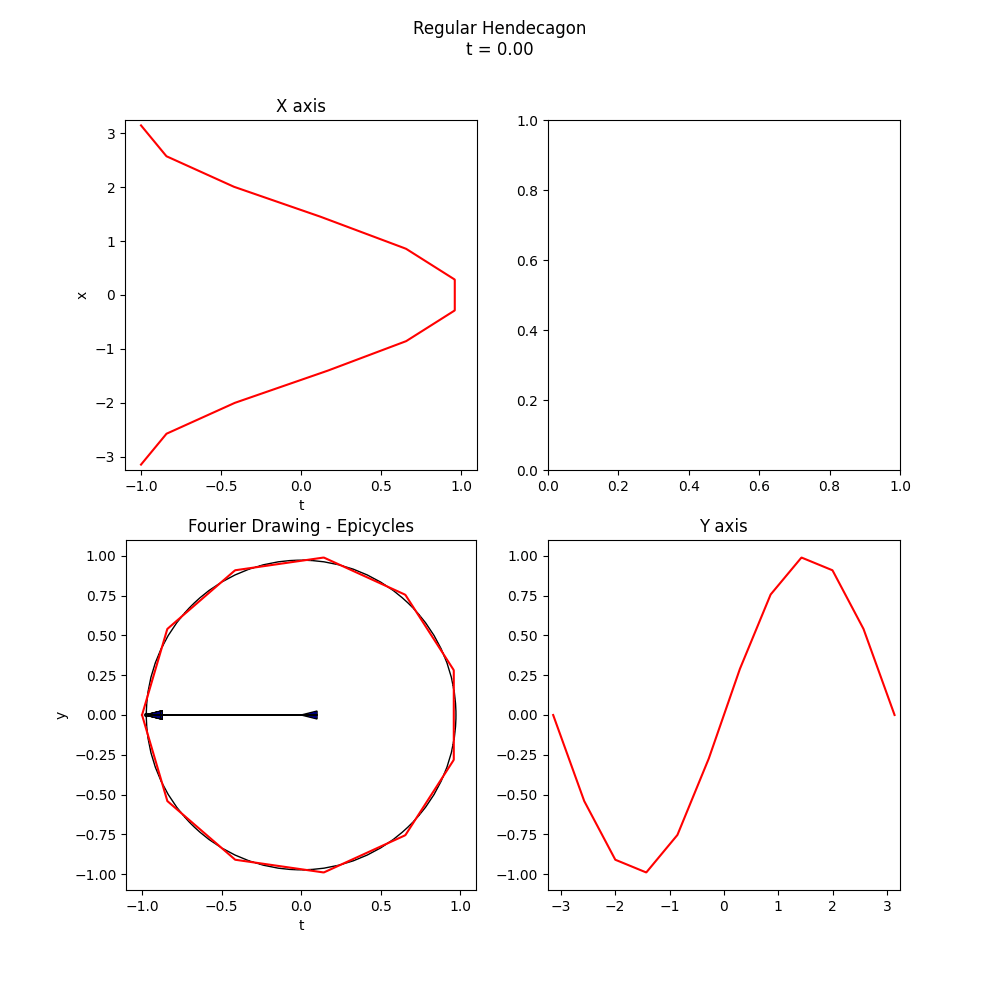 Regular Hendecagon
t = 0.00
X axis
3
2
1
0
−1
−2
−3
x
−1.0 −0.5 0.0 0.5 1.0
t
1.0
0.8
0.6
0.4
0.2
0.0
0.0 0.2 0.4 0.6 0.8 1.0
Fourier Drawing - Epicycles
1.00
0.75
0.50
0.25
0.00
−0.25
−0.50
−0.75
−1.00
y
−1.0 −0.5 0.0 0.5 1.0
t
Y axis
1.00
0.75
0.50
0.25
0.00
−0.25
−0.50
−0.75
−1.00
−3 −2 −1 0 1 2 3